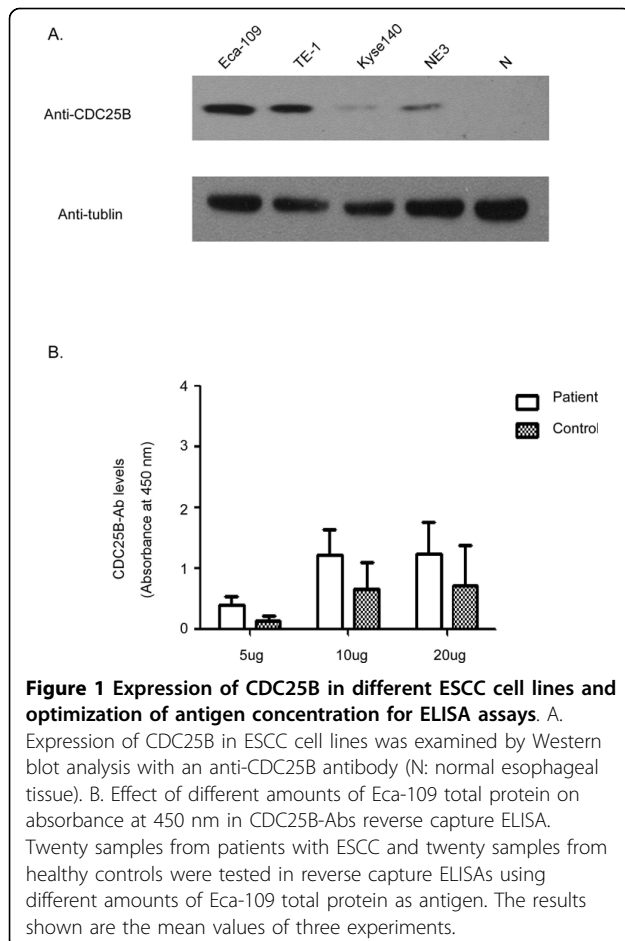 A.
Eca-109 TE-1 Kyse140 NE3 N
Anti-CDC25B
Anti-tublin
B.
CDC25B-Ab levels
(Absorbance at 450 nm)
4
3
2
1
0
Patient
Control
5ug 10ug 20ug
Figure 1 Expression of CDC25B in different ESCC cell lines and
optimization of antigen concentration for ELISA assays. A.
Expression of CDC25B in ESCC cell lines was examined by Western
blot analysis with an anti-CDC25B antibody (N: normal esophageal
tissue). B. Effect of different amounts of Eca-109 total protein on
absorbance at 450 nm in CDC25B-Abs reverse capture ELISA.
Twenty samples from patients with ESCC and twenty samples from
healthy controls were tested in reverse capture ELISAs using
different amounts of Eca-109 total protein as antigen. The results
shown are the mean values of three experiments.